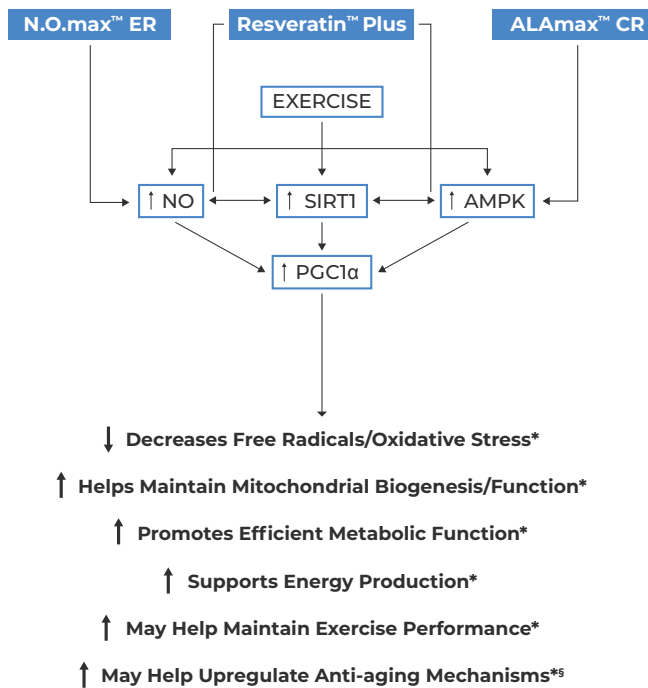 N.O.max™ ER
Resveratin™ Plus
ALAmax™ CR
EXERCISE
↑ NO
↑ SIRT1
↑ AMPK
↑ PGC1α
↓ Decreases Free Radicals/Oxidative Stress*
↑ Helps Maintain Mitochondrial Biogenesis/Function*
↑ Promotes Efficient Metabolic Function*
↑ Supports Energy Production*
↑ May Help Maintain Exercise Performance*
↑ May Help Upregulate Anti-aging Mechanisms*§